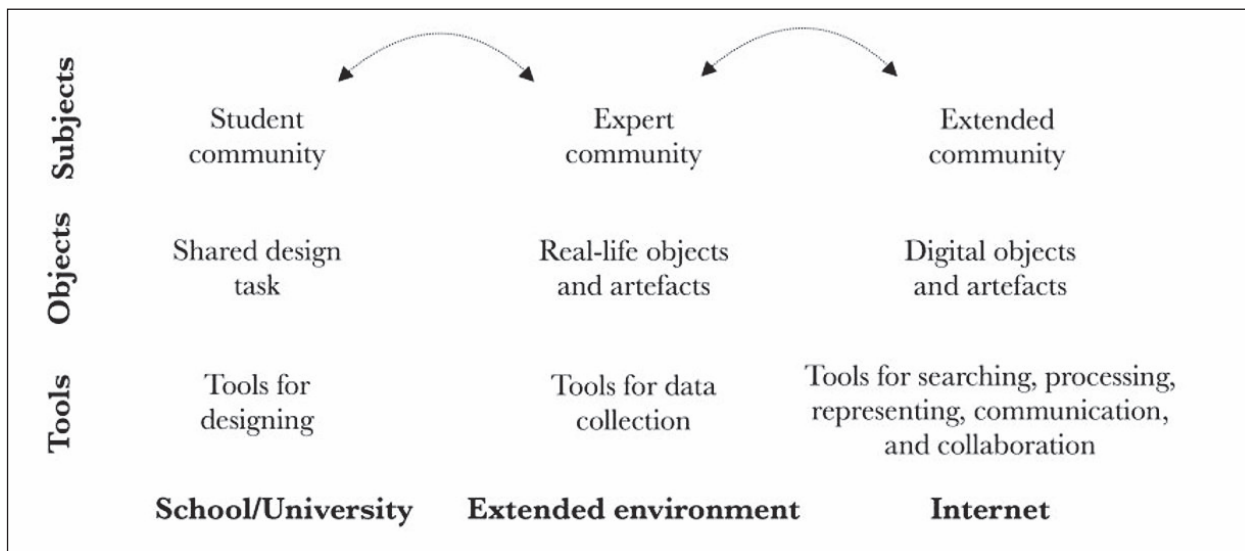 Subjects
Student
community
Expert
community
Extended
community
Objects
Shared design
task
Real-life objects
and artefacts
Digital objects
and artefacts
Tools
Tools for
designing
Tools for data
collection
Tools for searching, processing,
representing, communication,
and collaboration
School/University
Extended environment
Internet